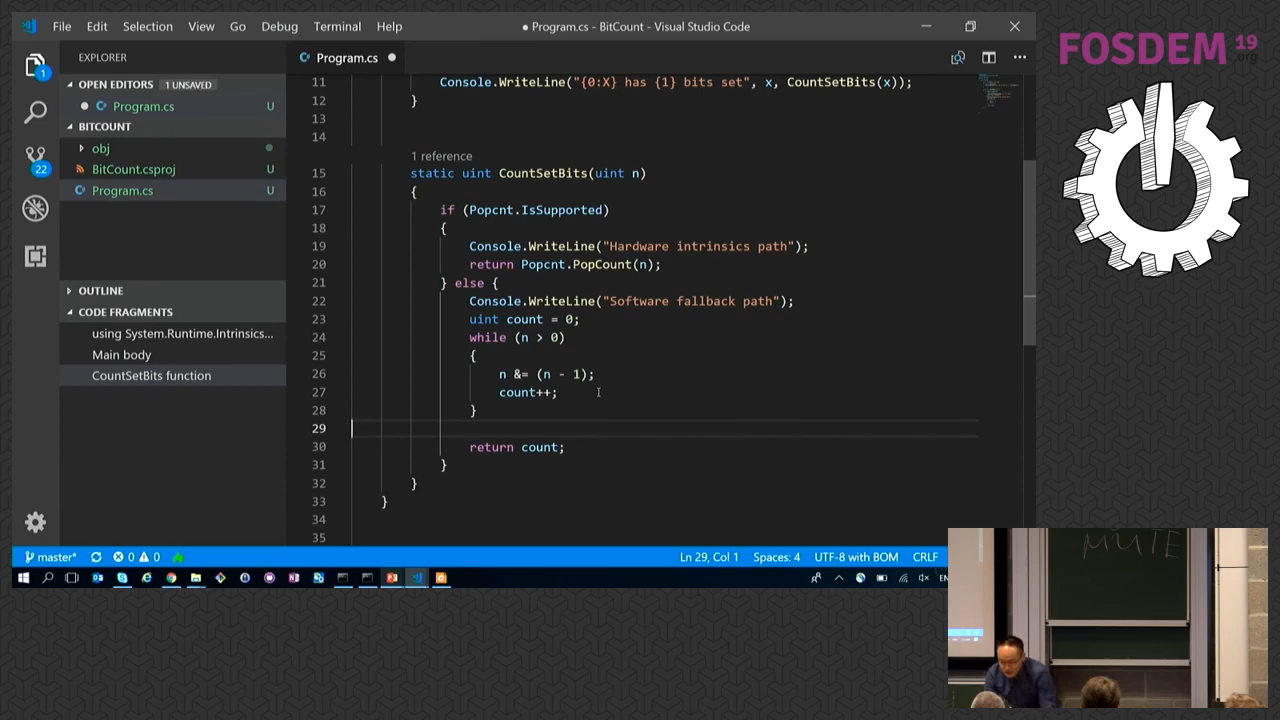 File Edit Selection View Go Debug Terminal Help
● Program.cs - BitCount - Visual Studio Code
FOSDEM 19
.org
EXPLORER
Program.cs
OPEN EDITORS 1 UNSAVED
Program.cs U
BITCOUNT
obj
BitCount.csproj U
Program.cs U
OUTLINE
CODE FRAGMENTS
using System.Runtime.Intrinsics...
Main body
CountSetBits function
1
22
11 Console.WriteLine("{0:X} has {1} bits set", x, CountSetBits(x));
12 }
13
14
1 reference
15 static uint CountSetBits(uint n)
16 {
17 if (Popcnt.IsSupported)
18 {
19 Console.WriteLine("Hardware intrinsics path");
20 return Popcnt.PopCount(n);
21 } else {
22 Console.WriteLine("Software fallback path");
23 uint count = 0;
24 while (n > 0)
25 {
26 n &= (n - 1);
27 count++;
28 }
29
30 return count;
31 }
32 }
33 }
34
35
master* 0 0 Ln 29, Col 1 Spaces: 4 UTF-8 with BOM CRLF
MUTE